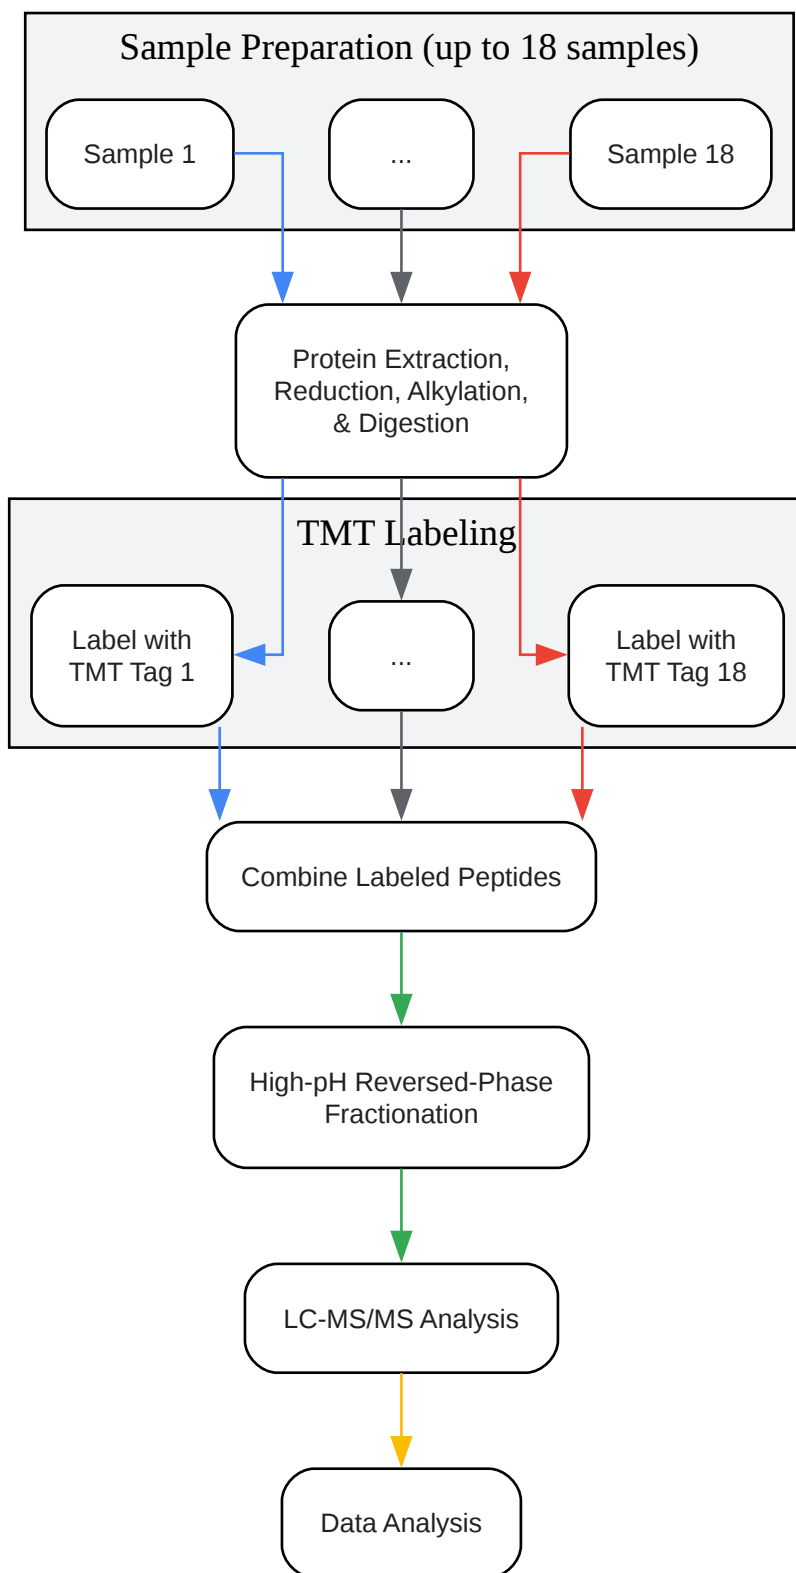 Sample Preparation (up to 18 samples)
Sample 1
...
Sample 18
Protein Extraction,
Reduction, Alkylation,
& Digestion
TMT Labeling
Label with
TMT Tag 1
...
Label with
TMT Tag 18
Combine Labeled Peptides
High-pH Reversed-Phase
Fractionation
LC-MS/MS Analysis
Data Analysis